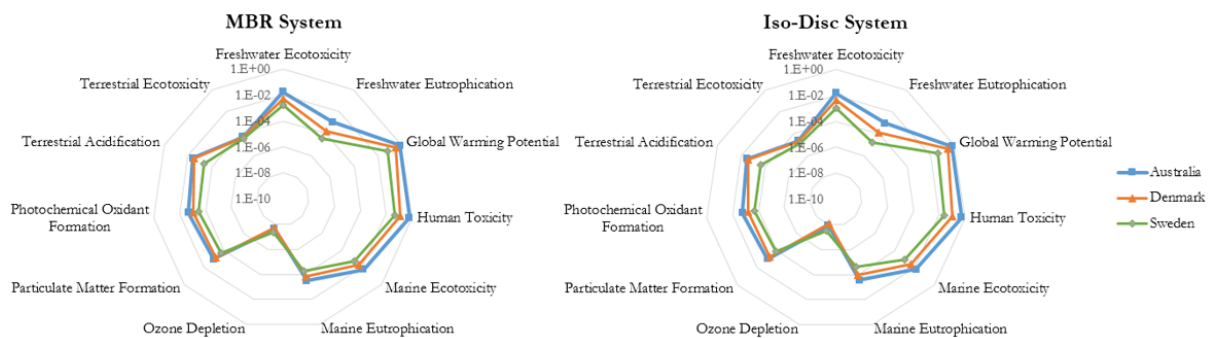 MBR System
Freshwater Ecotoxicity
Terrestrial Ecotoxicity
1.E+00
Freshwater Eutrophication
1.E-02
Terrestrial Acidification
1.E-04
Global Warming Potential
1.E-06
1.E-08
1.E-10
Photochemical Oxidant
Formation
Human Toxicity
Particulate Matter Formation
Marine Ecotoxicity
Ozone Depletion
Marine Eutrophication
Iso-Disc System
Freshwater Ecotoxicity
Terrestrial Ecotoxicity
1.E+00
Freshwater Eutrophication
1.E-02
Terrestrial Acidification
1.E-04
Global Warming Potential
1.E-06
1.E-08
1.E-10
Photochemical Oxidant
Formation
Human Toxicity
Particulate Matter Formation
Marine Ecotoxicity
Ozone Depletion
Marine Eutrophication
Australia
Denmark
Sweden